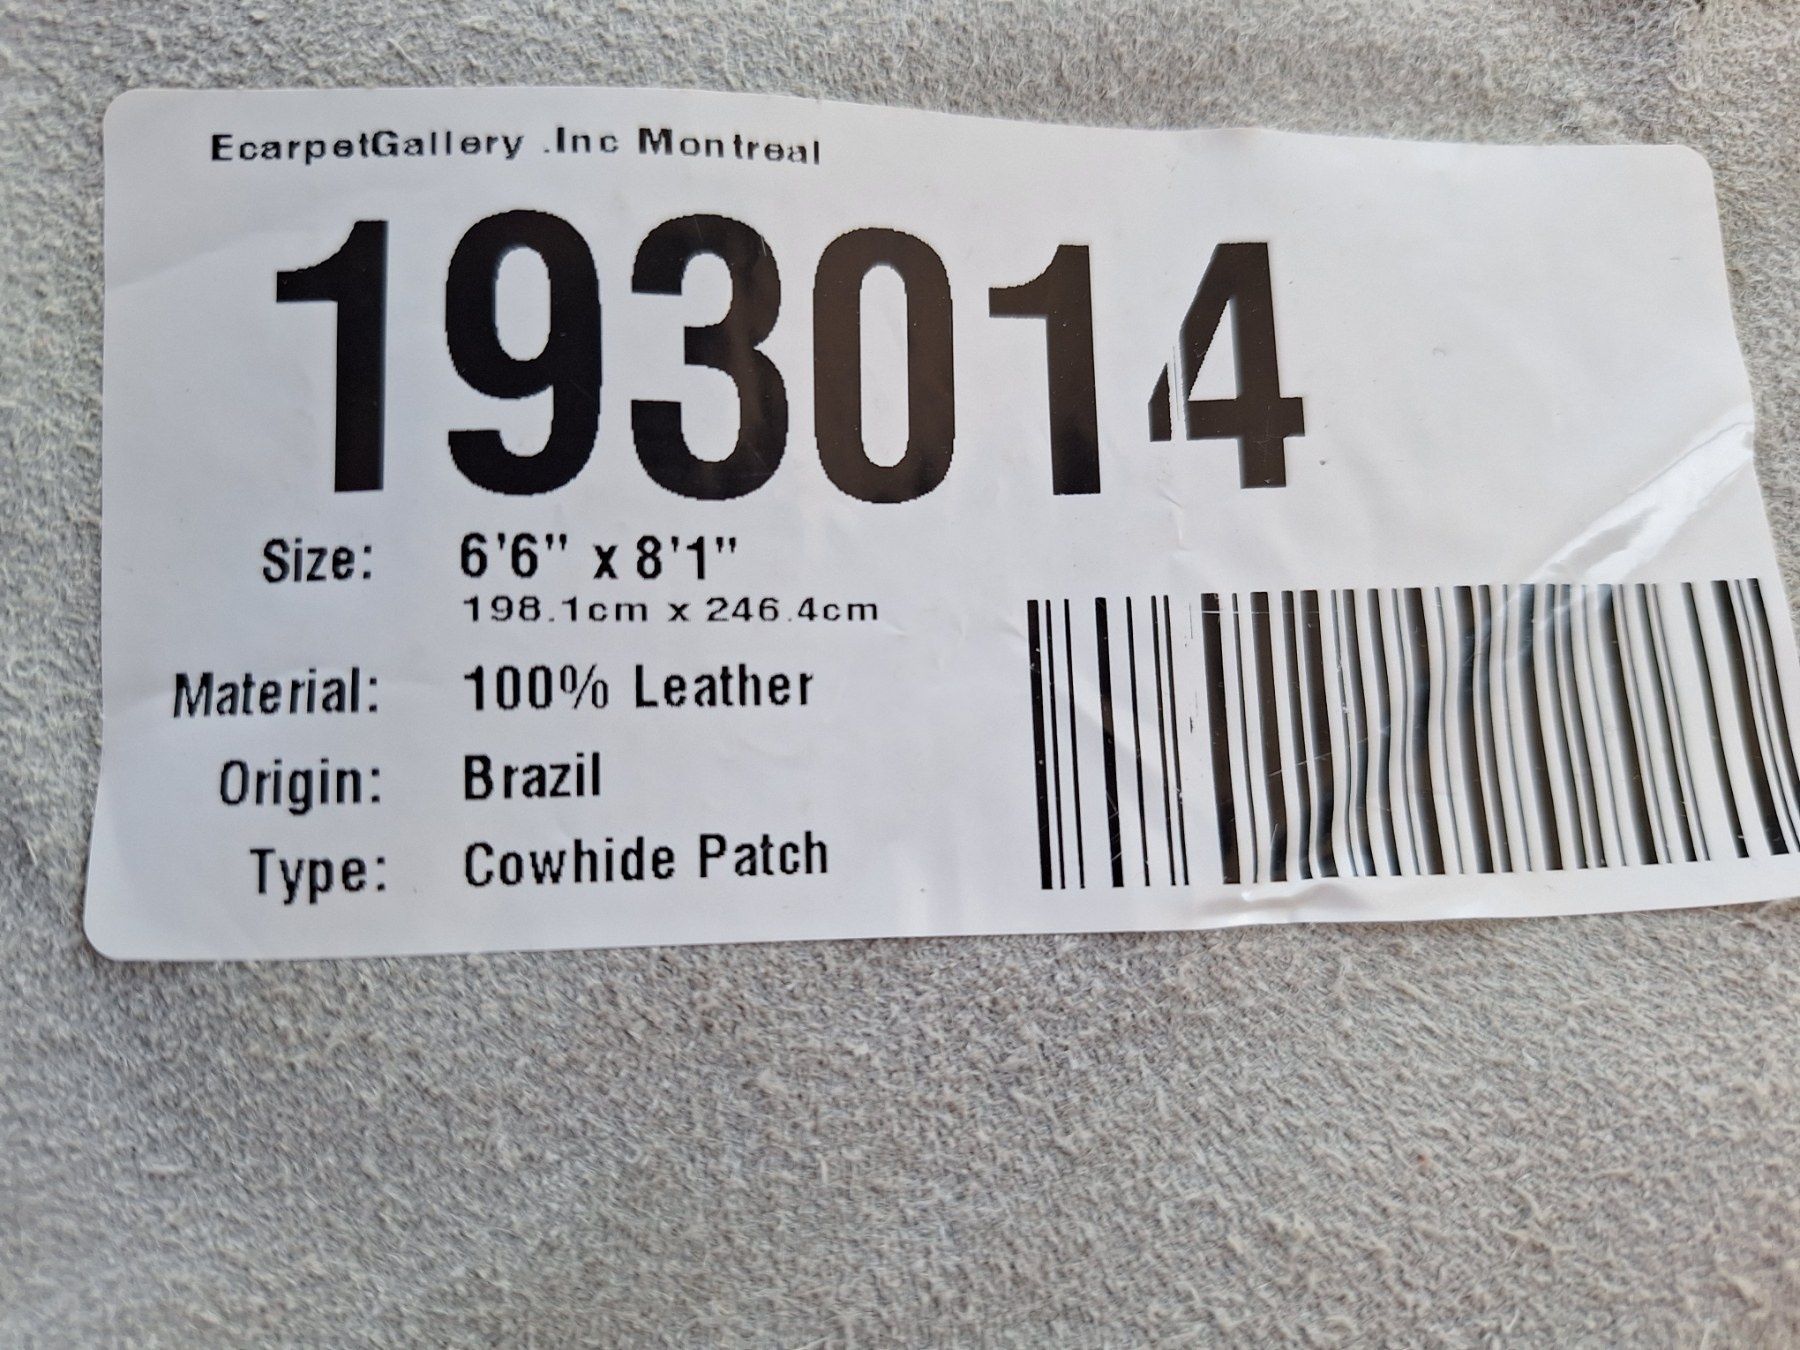 EcarpetGallery .Inc Montreal
193014
Size: 6'6" x 8'1"
198.1cm x 246.4cm
Material: 100% Leather
Origin: Brazil
Type: Cowhide Patch